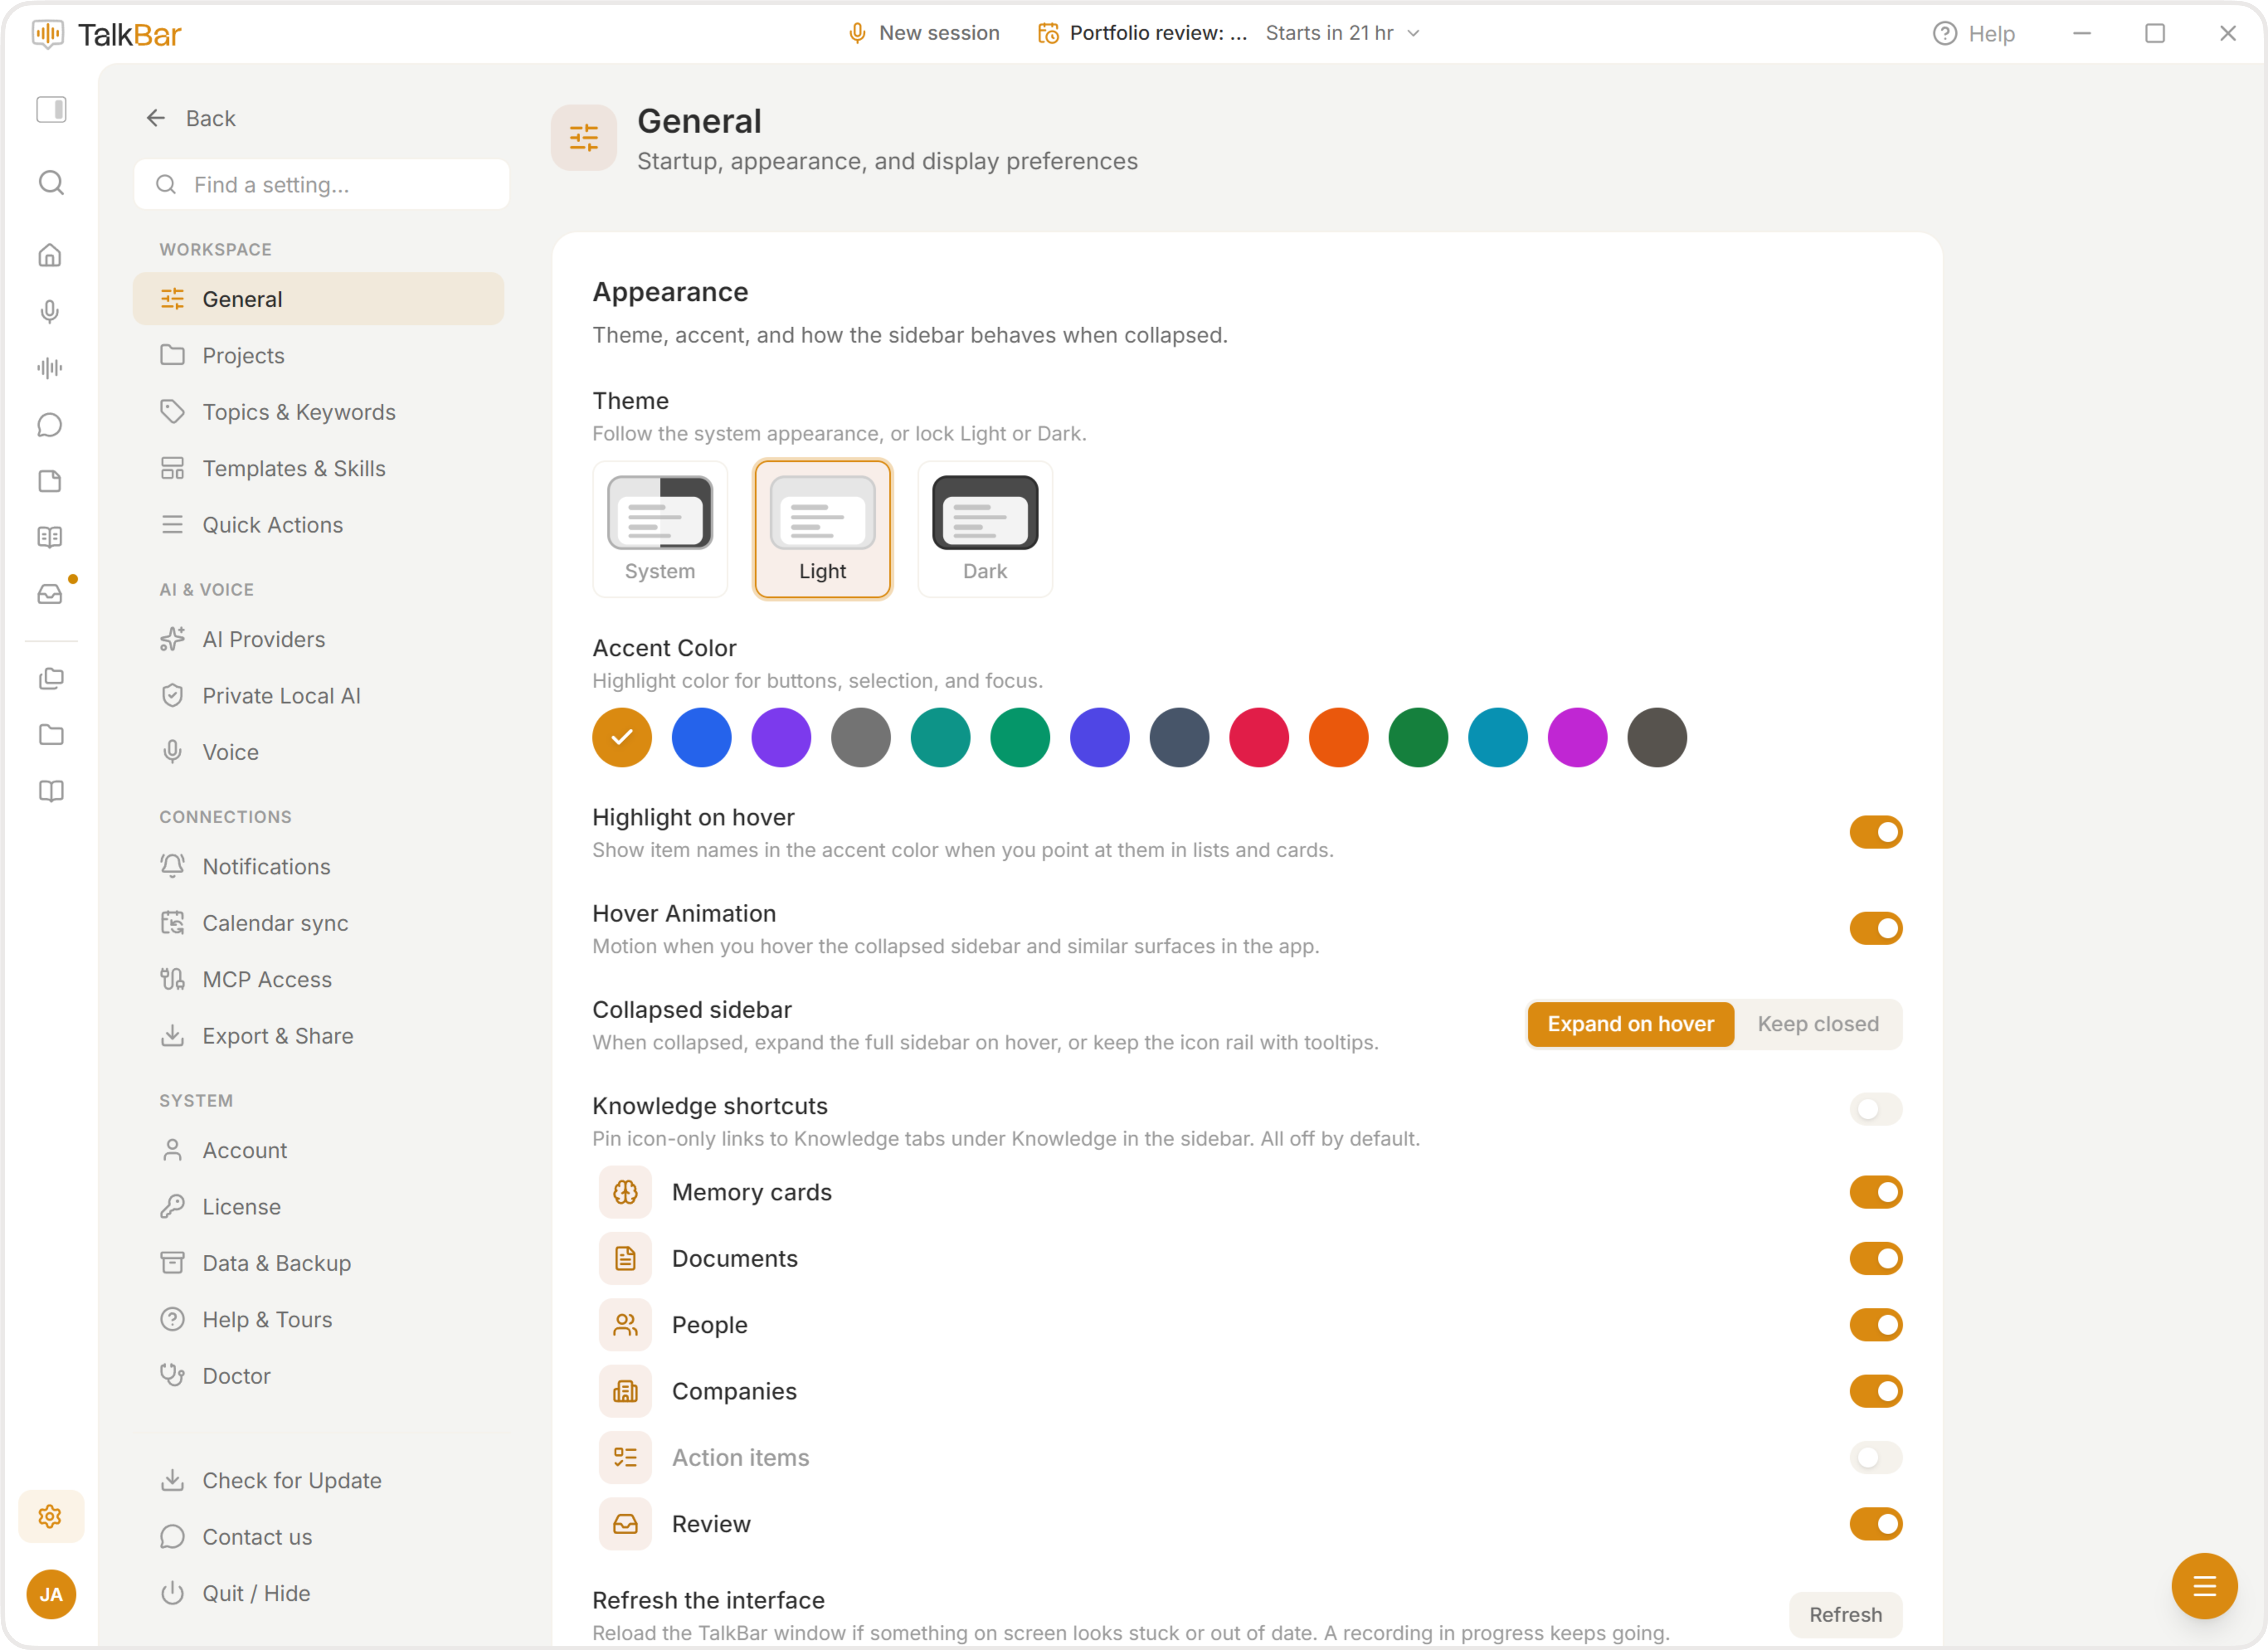 TalkBar
New session
Portfolio review: ...
Starts in 21 hr
Help
Back
Find a setting...
WORKSPACE
General
Projects
Topics & Keywords
Templates & Skills
Quick Actions
AI & VOICE
AI Providers
Private Local AI
Voice
CONNECTIONS
Notifications
Calendar sync
MCP Access
Export & Share
SYSTEM
Account
License
Data & Backup
Help & Tours
Doctor
Check for Update
Contact us
Quit / Hide
JA
General
Startup, appearance, and display preferences
Appearance
Theme, accent, and how the sidebar behaves when collapsed.
Theme
Follow the system appearance, or lock Light or Dark.
System
Light
Dark
Accent Color
Highlight color for buttons, selection, and focus.
Highlight on hover
Show item names in the accent color when you point at them in lists and cards.
Hover Animation
Motion when you hover the collapsed sidebar and similar surfaces in the app.
Collapsed sidebar
When collapsed, expand the full sidebar on hover, or keep the icon rail with tooltips.
Expand on hover
Keep closed
Knowledge shortcuts
Pin icon-only links to Knowledge tabs under Knowledge in the sidebar. All off by default.
Memory cards
Documents
People
Companies
Action items
Review
Refresh the interface
Reload the TalkBar window if something on screen looks stuck or out of date. A recording in progress keeps going.
Refresh